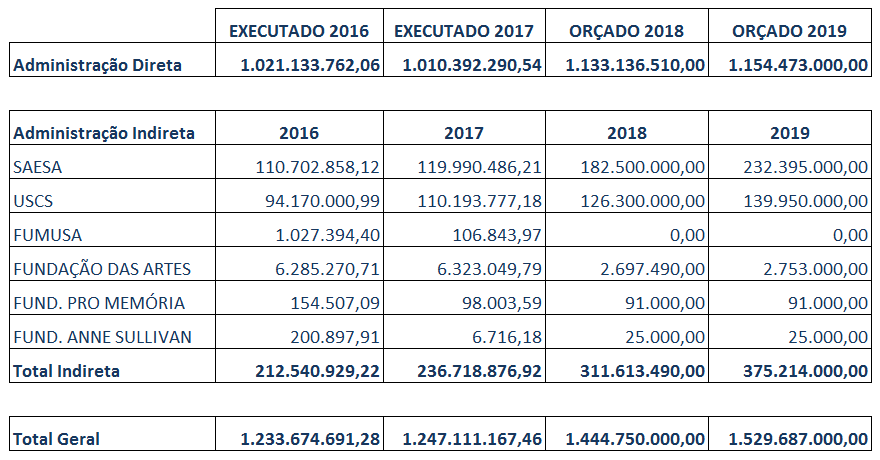 EXECUTADO 2016 EXECUTADO 2017 ORÇADO 2018 ORÇADO 2019
Administração Direta 1.021.133.762,06 1.010.392.290,54 1.133.136.510,00 1.154.473.000,00
Administração Indireta 2016 2017 2018 2019
SAESA 110.702.858,12 119.990.486,21 182.500.000,00 232.395.000,00
USCS 94.170.000,99 110.193.777,18 126.300.000,00 139.950.000,00
FUMUSA 1.027.394,40 106.843,97 0,00 0,00
FUNDAÇÃO DAS ARTES 6.285.270,71 6.323.049,79 2.697.490,00 2.753.000,00
FUND. PRO MEMÓRIA 154.507,09 98.003,59 91.000,00 91.000,00
FUND. ANNE SULLIVAN 200.897,91 6.716,18 25.000,00 25.000,00
Total Indireta 212.540.929,22 236.718.876,92 311.613.490,00 375.214.000,00
Total Geral 1.233.674.691,28 1.247.111.167,46 1.444.750.000,00 1.529.687.000,00